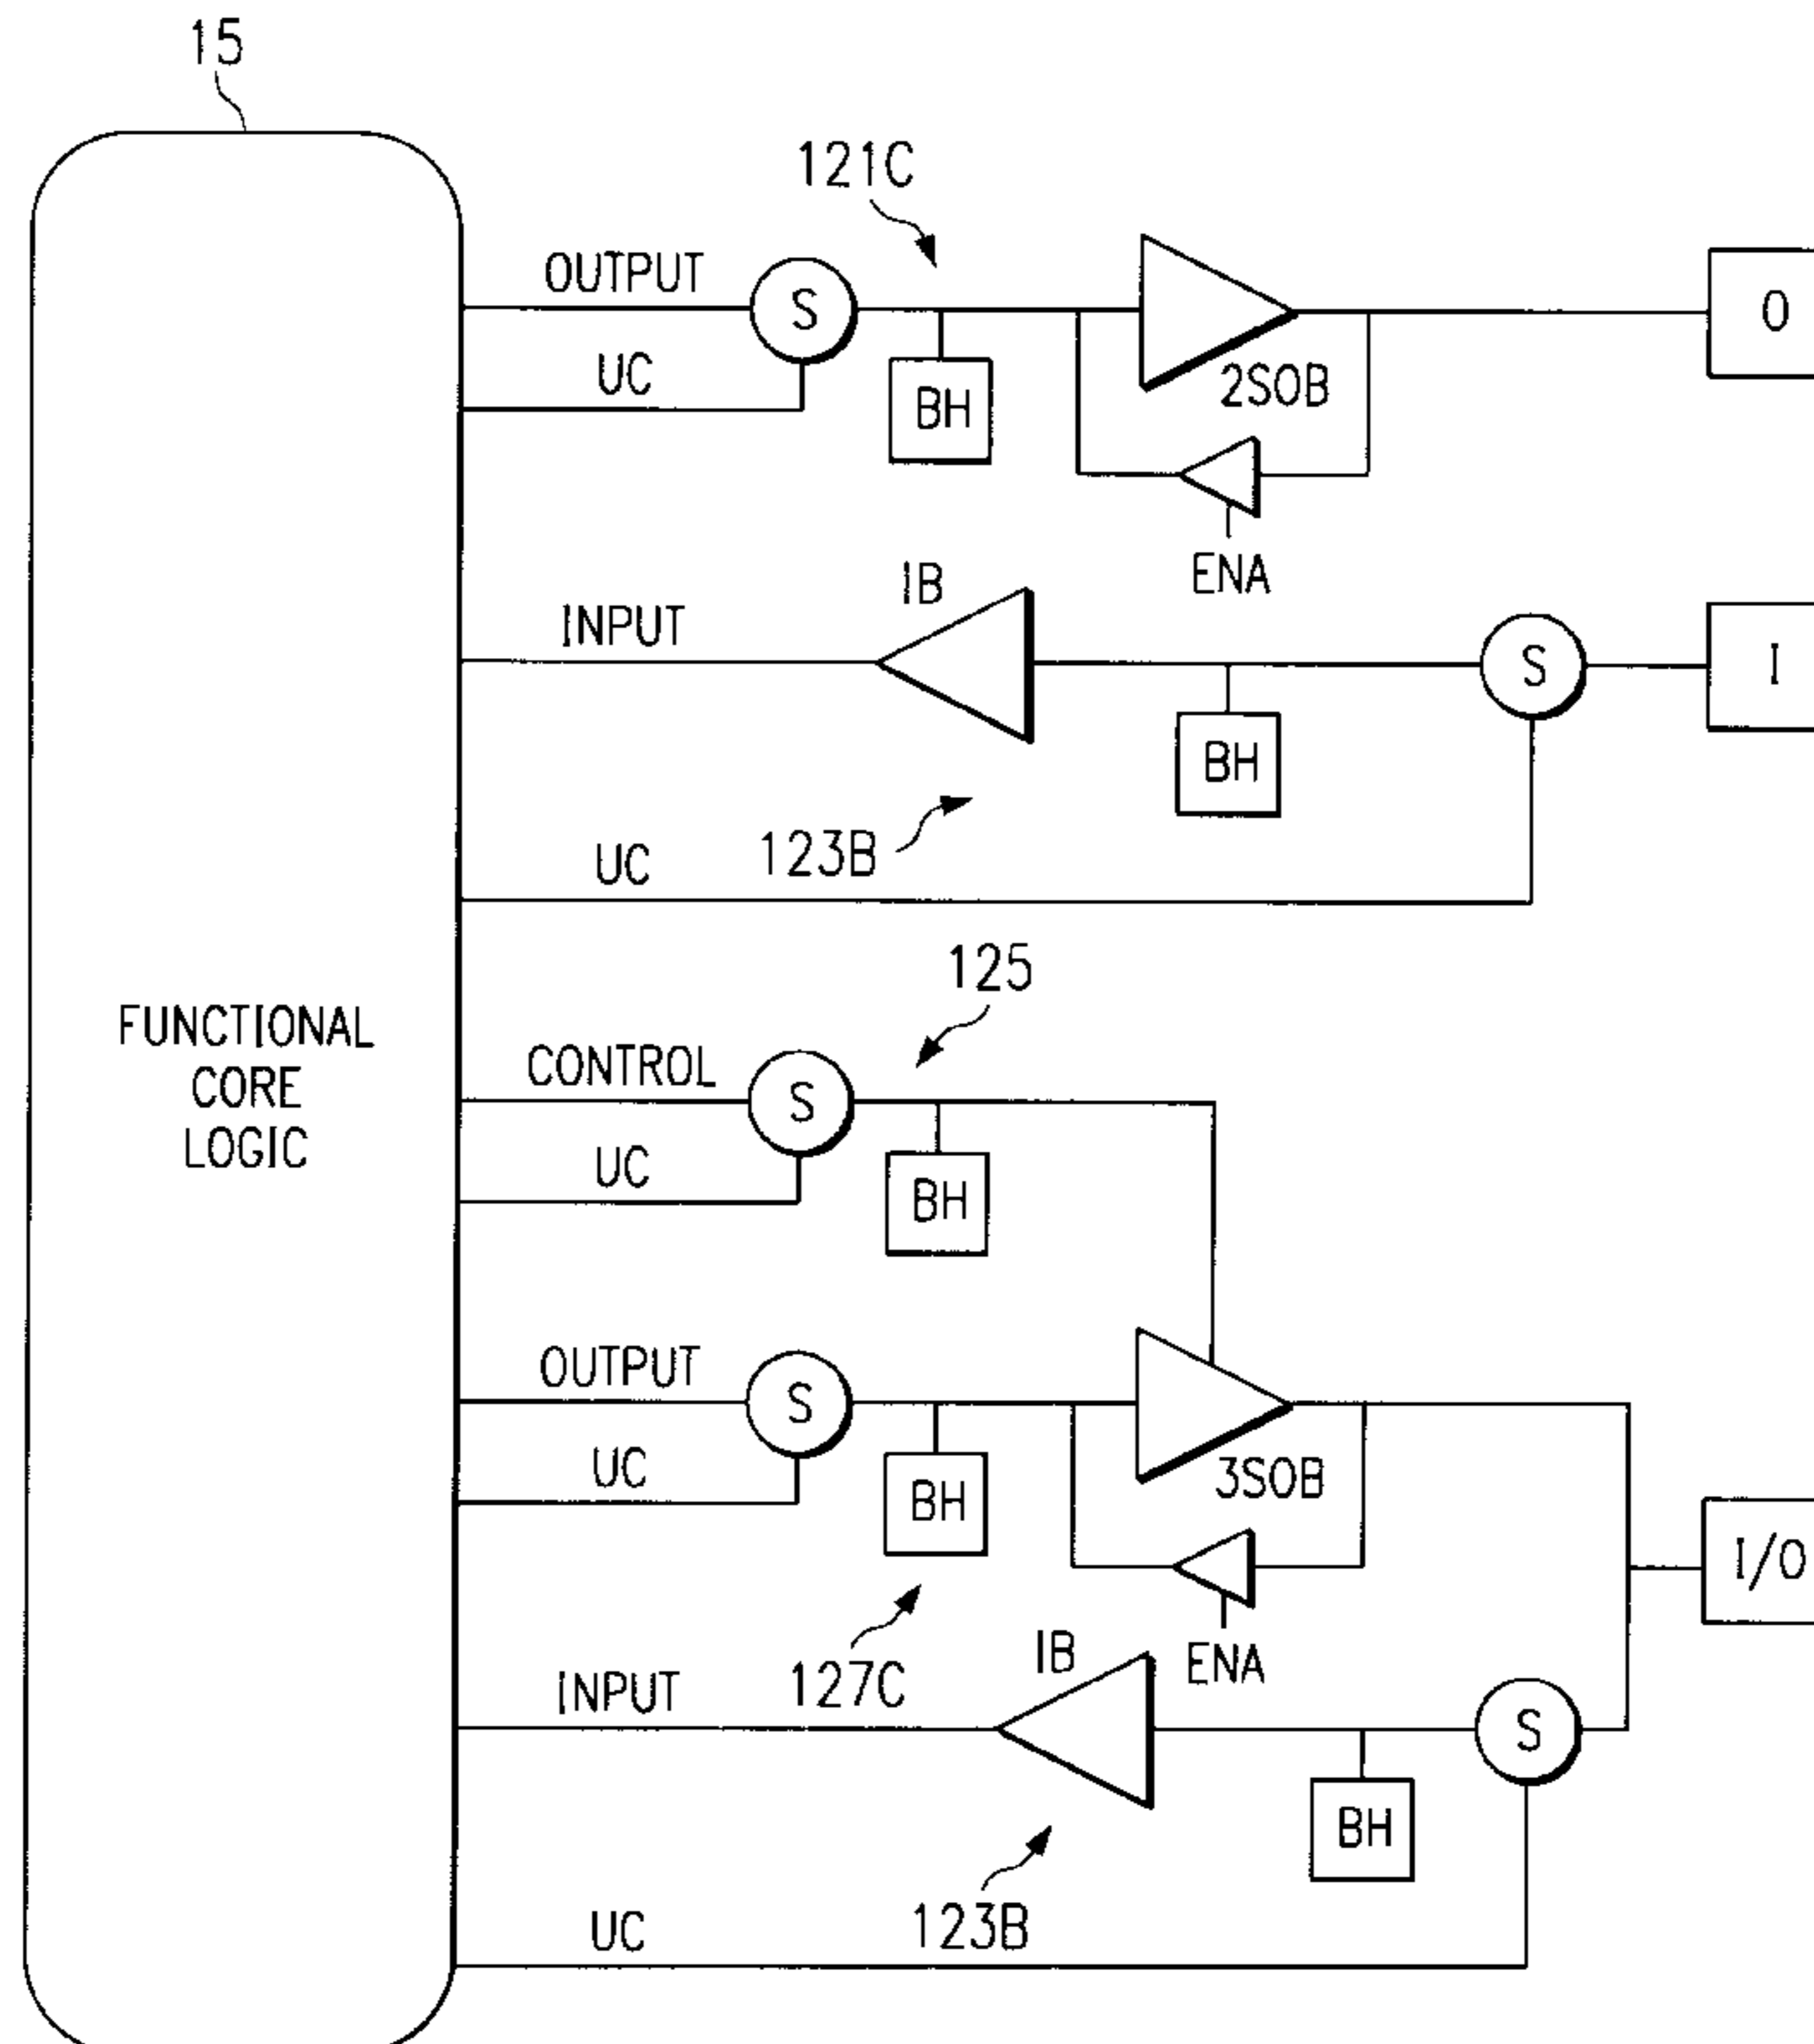 15
121C
OUTPUT
S
O
UC
BH
2SOB
ENA
IB
INPUT
S
I
BH
123B
UC
125
FUNCTIONAL
CORE
LOGIC
CONTROL
S
UC
BH
OUTPUT
S
UC
BH
3SOB
I/O
ENA
127C
IB
INPUT
S
BH
123B
UC